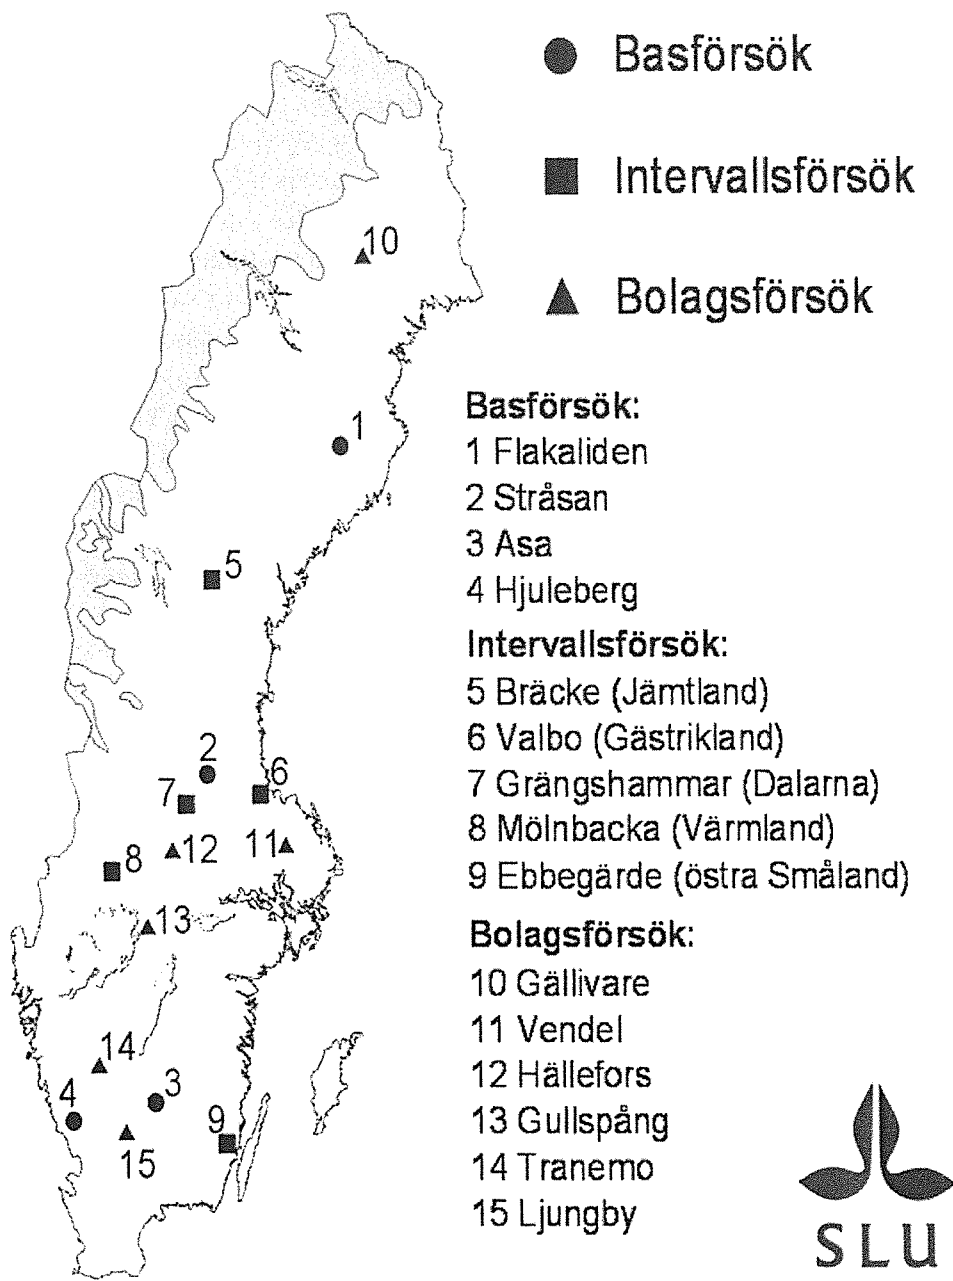 Basförsök
Intervallsförsök
Bolagsförsök
10
1
5
2
6
7
12
11
8
13
14
3
4
9
15
Basförsök:
1 Flakaliden
2 Stråsan
3 Asa
4 Hjuleberg
Intervallsförsök:
5 Bräcke (Jämtland)
6 Valbo (Gästrikland)
7 Grängshammar (Dalarna)
8 Mölnbacka (Värmland)
9 Ebbegärde (östra Småland)
Bolagsförsök:
10 Gällivare
11 Vendel
12 Hällefors
13 Gullspång
14 Tranemo
15 Ljungby
SLU